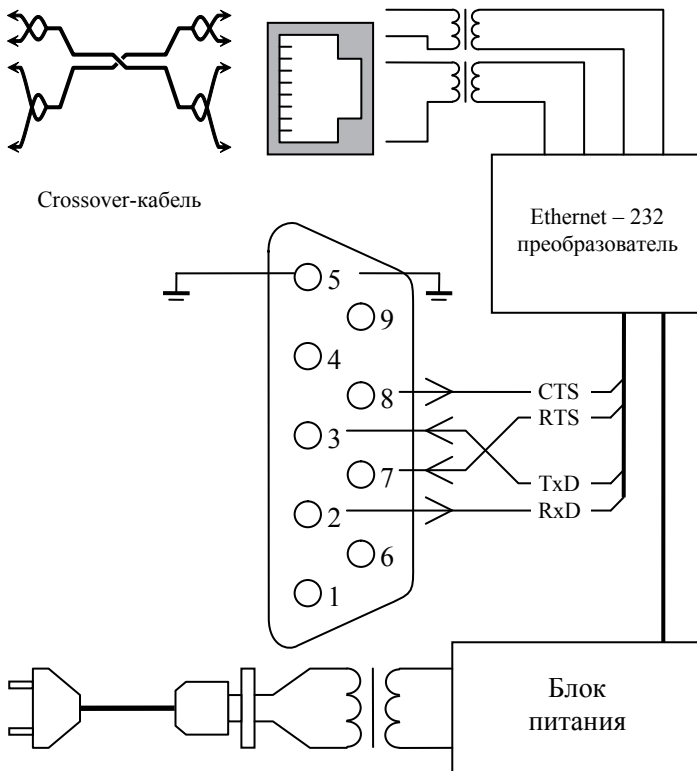 Crossover-кабель
Ethernet – 232
преобразователь
5
9
4
8
CTS
RTS
3
7
TxD
2
RxD
6
1
Блок
питания